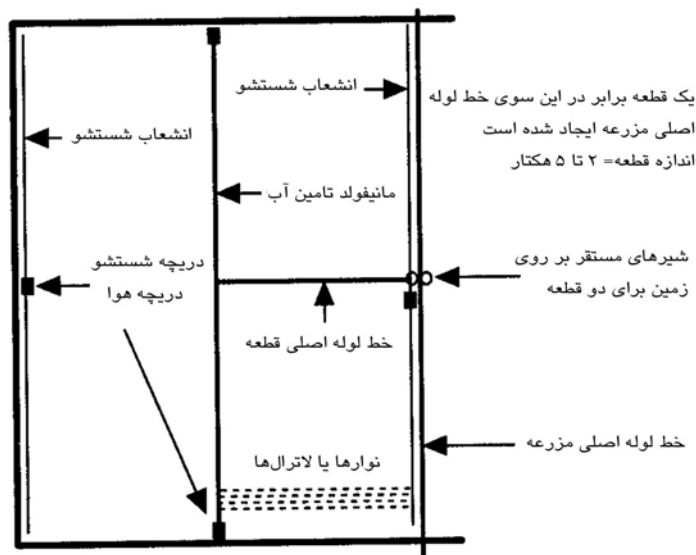 یک قطعه برابر در این سوی خط لوله
اصلی مزرعه ایجاد شده است
اندازه قطعه= ۲ تا ۵ هکتار
انشعاب شستشو
انشعاب شستشو
مانیفولد تامین آب
دریچه شستشو
دریچه هوا
شیرهای مستقر بر روی
زمین برای دو قطعه
خط لوله اصلی قطعه
خط لوله اصلی مزرعه
نوارها یا لاترال‌ها